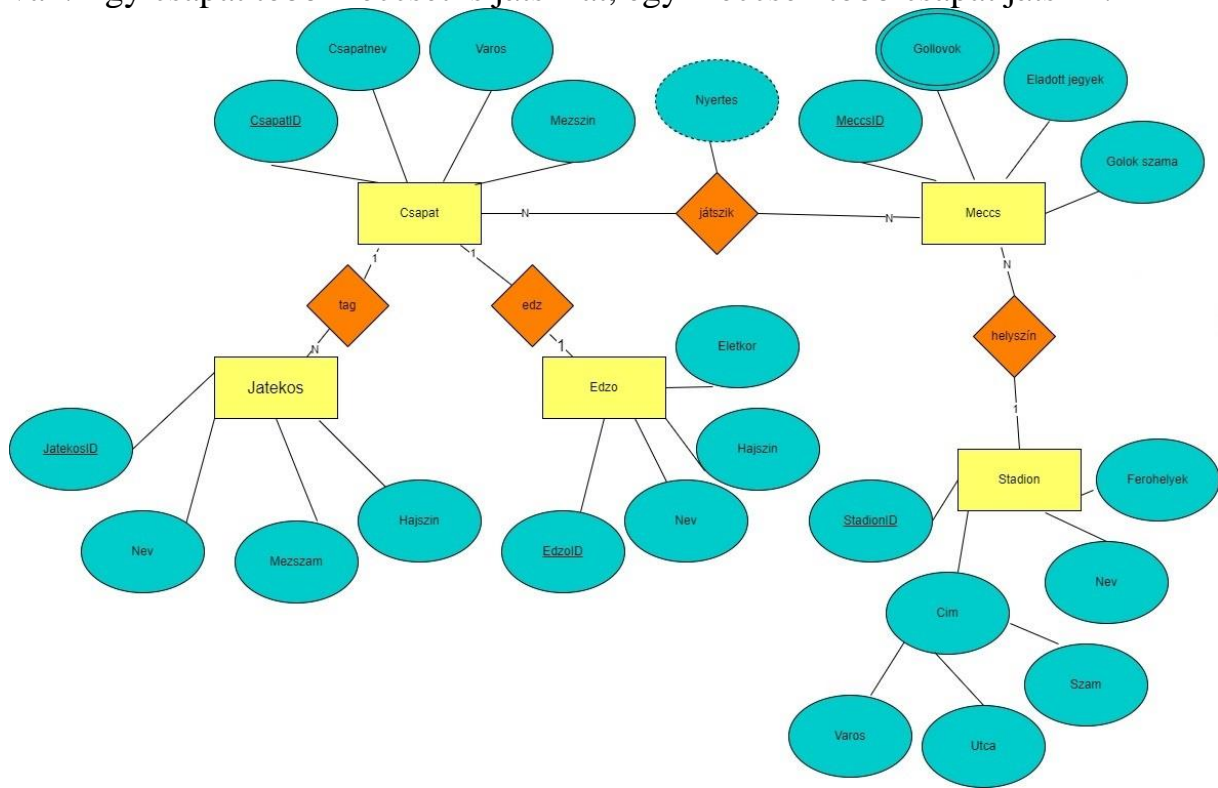 Csapatnev
Varos
Gollovok
CsapatID
Mezszin
Nyertes
MeccsID
Eladott jegyek
Golok szama
Csapat
N
játszik
N
Meccs
1
1
N
tag
edz
helyszín
N
1
Eletkor
1
Jatekos
Edzo
JatekosID
Hajszin
Stadion
Ferohelyek
Nev
Mezszam
Hajszin
EdzoID
Nev
StadionID
Nev
Cim
Szam
Varos
Utca